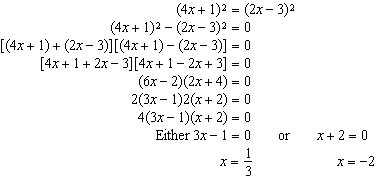 (4x + 1)² = (2x − 3)²
(4x + 1)² − (2x − 3)² = 0
[(4x + 1) + (2x − 3)][(4x + 1) − (2x − 3)] = 0
[4x + 1 + 2x − 3][4x + 1 − 2x + 3] = 0
(6x − 2)(2x + 4) = 0
2(3x − 1)2(x + 2) = 0
4(3x − 1)(x + 2) = 0
Either 3x − 1 = 0 or x + 2 = 0
x = 1/3 x = −2